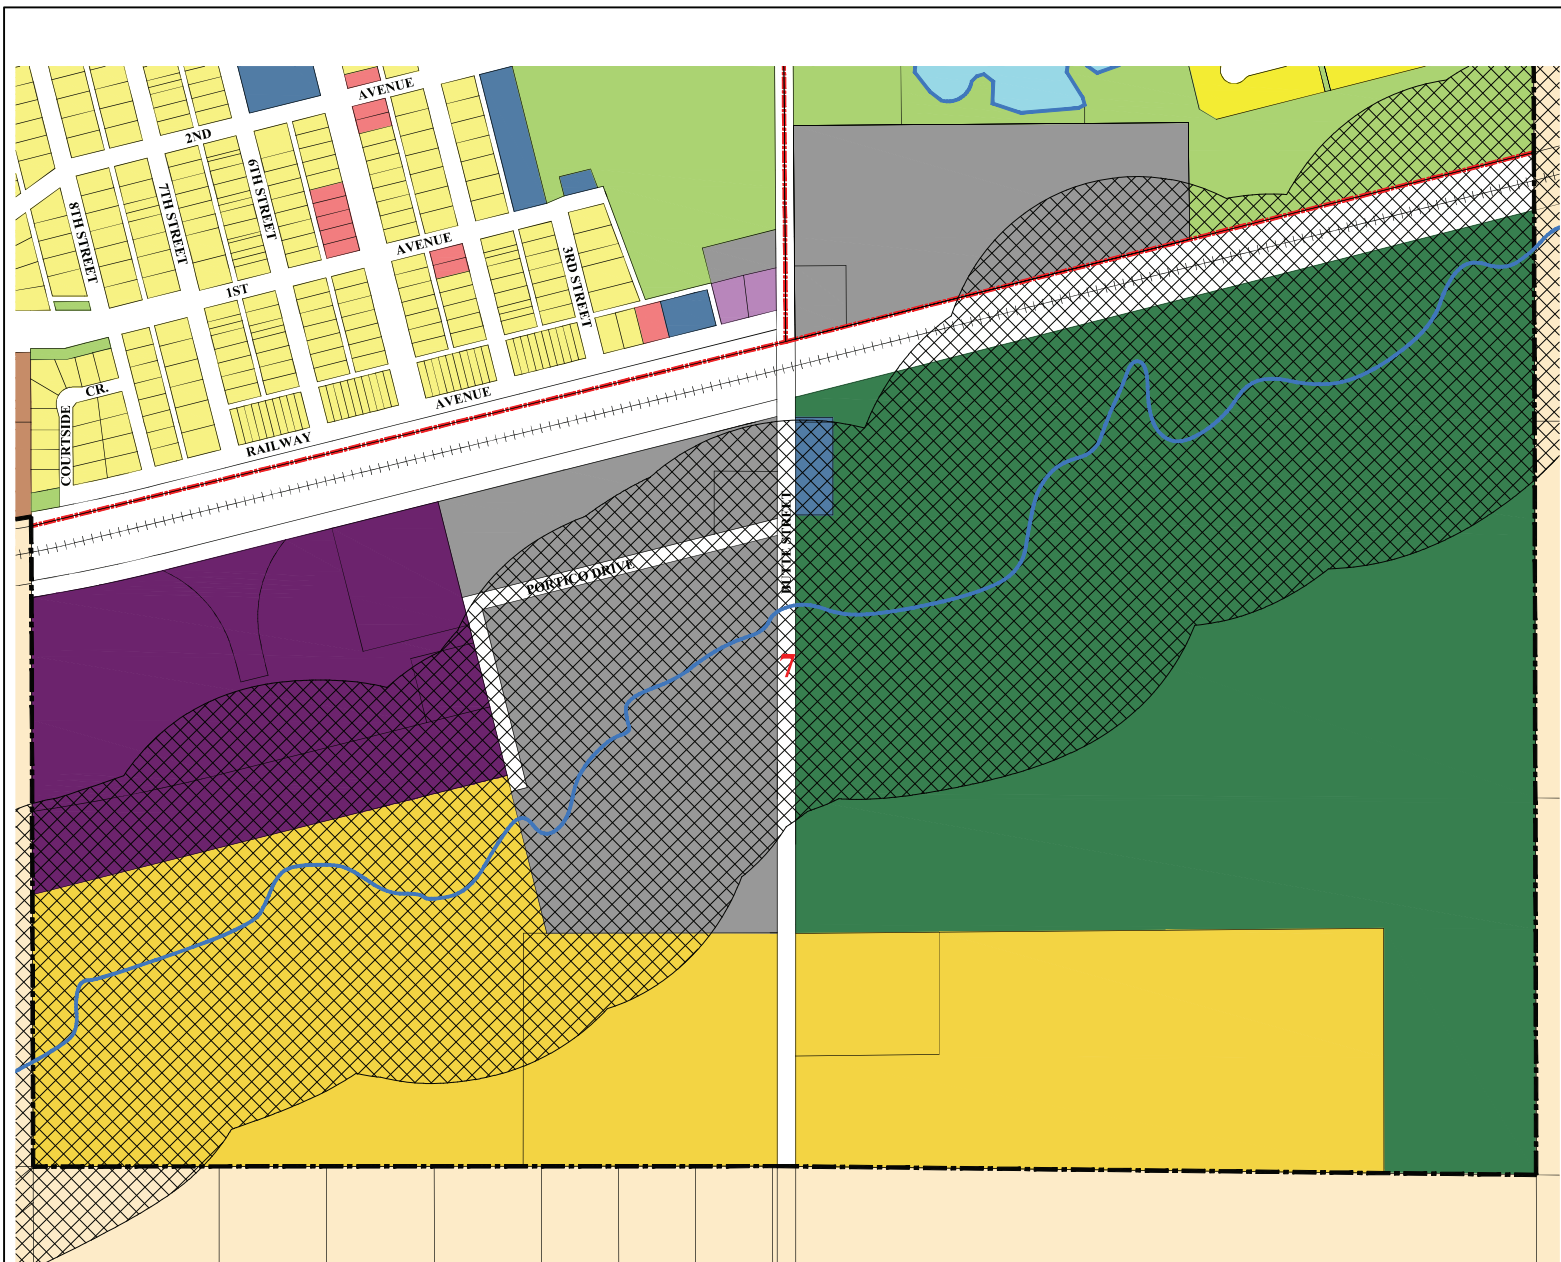 AVENUE
2ND
6TH STREET
7TH STREET
8TH STREET
AVENUE
3RD STREET
1ST
CR.
AVENUE
COURTSIDE
RAILWAY
BUTTE STREET
PORTICO DRIVE
7